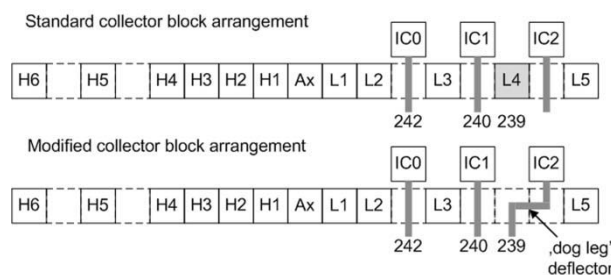 Standard collector block arrangement
IC0 IC1 IC2
H6 H5 H4 H3 H2 H1 Ax L1 L2 L3 L4 L5
242 240 239
Modified collector block arrangement
IC0 IC1 IC2
H6 H5 H4 H3 H2 H1 Ax L1 L2 L3 L5
242 240 239
‚dog leg'
deflector